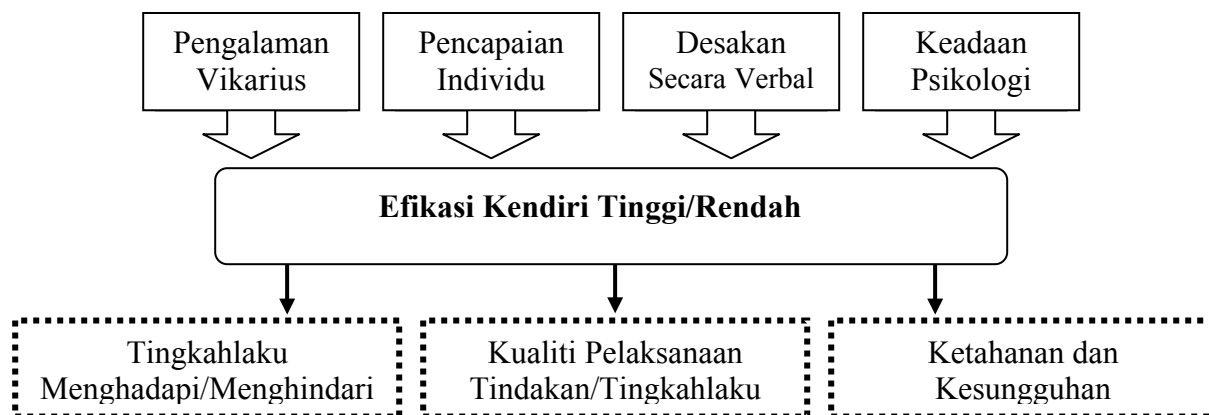 Pengalaman
Vikarius
Pencapaian
Individu
Desakan
Secara Verbal
Keadaan
Psikologi
Efikasi Kendiri Tinggi/Rendah
Tingkahlaku
Menghadapi/Menghindari
Kualiti Pelaksanaan
Tindakan/Tingkahlaku
Ketahanan dan
Kesungguhan